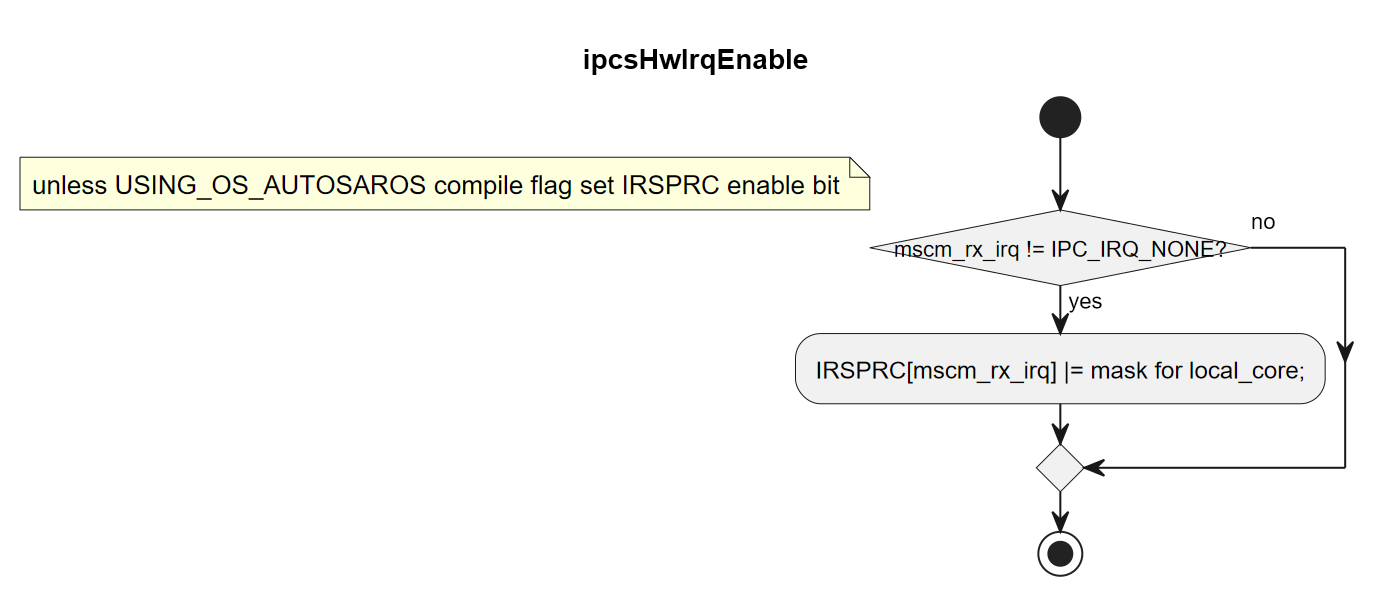 ipcsHwIrqEnable
unless USING_OS_AUTOSAROS compile flag set IRSPRC enable bit
no
mscm_rx_irq != IPC_IRQ_NONE?
yes
IRSPRC[mscm_rx_irq] |= mask for local_core;